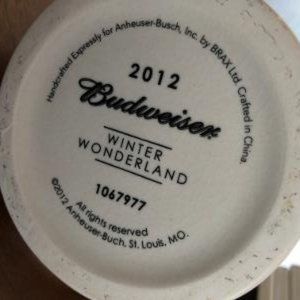 Handcrafted Expressly for Anheuser-Busch, Inc. by BRAX Ltd. Crafted in China.
2012
Budweiser
WINTER
WONDERLAND
1067977
All rights reserved
©2012 Anheuser-Buch, St. Louis, MO.